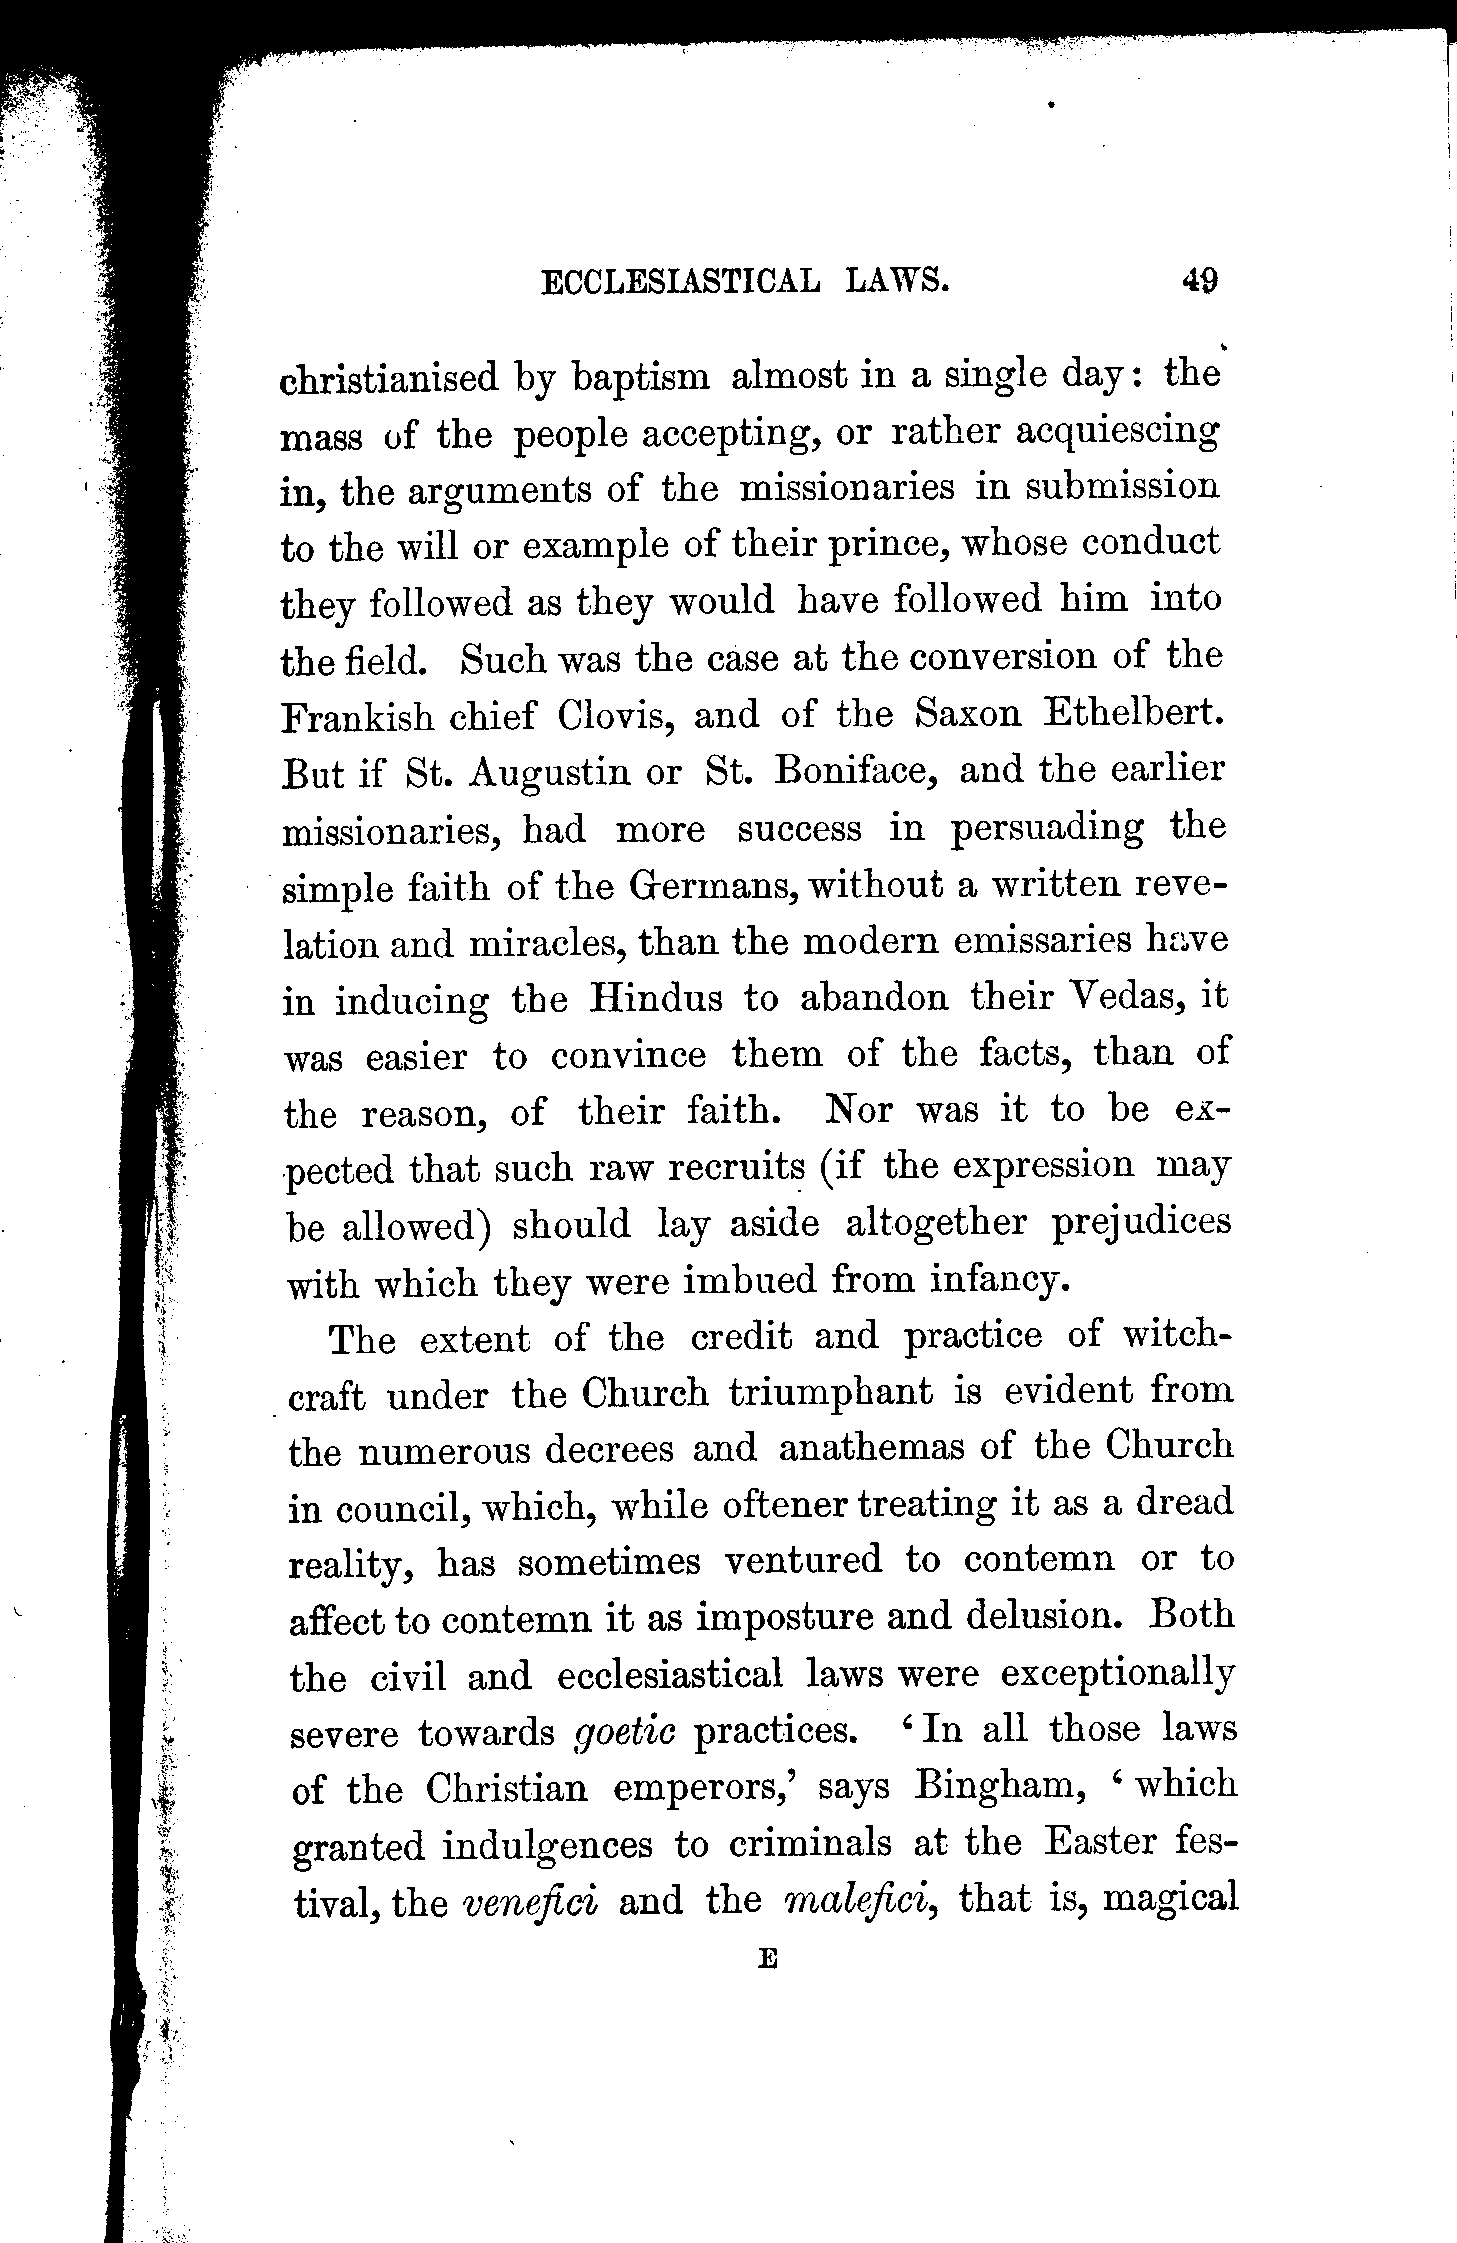 ECCLESIASTICAL LAWS. 49
christianised by baptism almost in a single day: the
mass of the people accepting, or rather acquiescing
in, the arguments of the missionaries in submission
to the will or example of their prince, whose conduct
they followed as they would have followed him into
the field. Such was the case at the conversion of the
Frankish chief Clovis, and of the Saxon Ethelbert.
But if St. Augustin or St. Boniface, and the earlier
missionaries, had more success in persuading the
simple faith of the Germans, without a written reve-
lation and miracles, than the modern emissaries have
in inducing the Hindus to abandon their Vedas, it
was easier to convince them of the facts, than of
the reason, of their faith. Nor was it to be ex-
pected that such raw recruits (if the expression may
be allowed) should lay aside altogether prejudices
with which they were imbued from infancy.
The extent of the credit and practice of witch-
craft under the Church triumphant is evident from
the numerous decrees and anathemas of the Church
in council, which, while oftener treating it as a dread
reality, has sometimes ventured to contemn or to
affect to contemn it as imposture and delusion. Both
the civil and ecclesiastical laws were exceptionally
severe towards goetic practices. ‘In all those laws
of the Christian emperors,’ says Bingham, ‘which
granted indulgences to criminals at the Easter fes-
tival, the venefici and the malefici, that is, magical
E